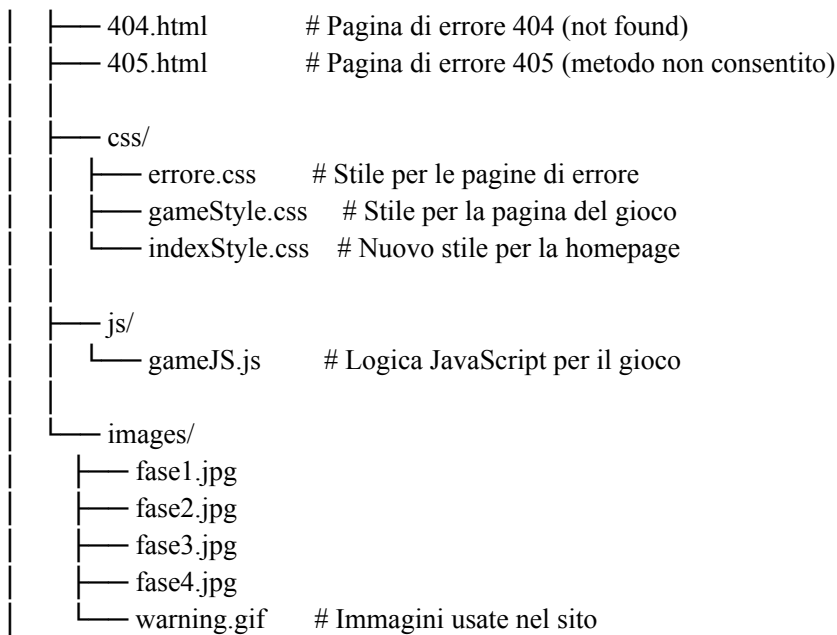 │ ├── 404.html # Pagina di errore 404 (not found)
│ ├── 405.html # Pagina di errore 405 (metodo non consentito)
│ │
│ ├── css/
│ │ ├── errore.css # Stile per le pagine di errore
│ │ ├── gameStyle.css # Stile per la pagina del gioco
│ │ └── indexStyle.css # Nuovo stile per la homepage
│ │
│ ├── js/
│ │ └── gameJS.js # Logica JavaScript per il gioco
│ │
│ └── images/
│ ├── fase1.jpg
│ ├── fase2.jpg
│ ├── fase3.jpg
│ ├── fase4.jpg
│ └── warning.gif # Immagini usate nel sito